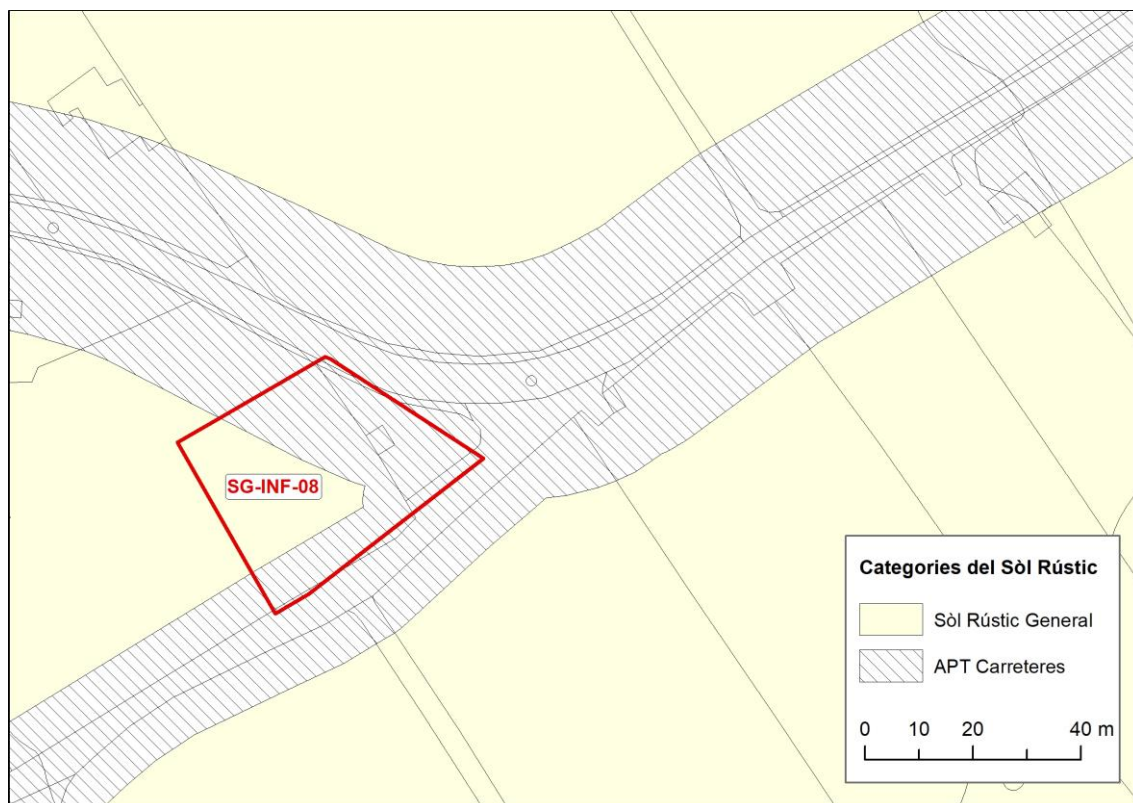 SG-INF-08
Categories del Sòl Rústic
Sòl Rústic General
APT Carreteres
0 10 20 40 m